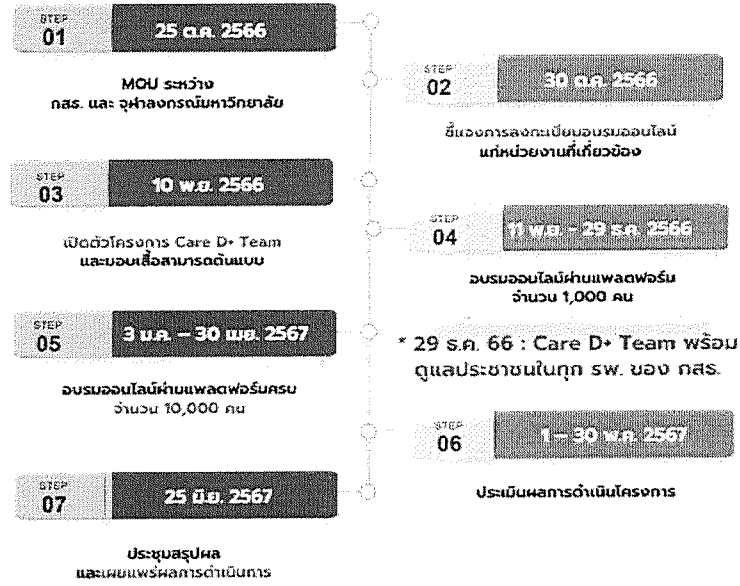 STEP
01
25 ต.ค. 2566
MOU ระหว่าง
กสธ. และ จุฬาลงกรณ์มหาวิทยาลัย
STEP
02
30 ต.ค. 2566
ชี้แจงการลงทะเบียนอบรมออนไลน์
แก่หน่วยงานที่เกี่ยวข้อง
STEP
03
10 พ.ย. 2566
เปิดตัวโครงการ Care D+ Team
และมอบเสื้อสามารถต้นแบบ
STEP
04
11 พ.ย. - 29 ธ.ค. 2566
อบรมออนไลน์ผ่านแพลตฟอร์ม
จำนวน 1,000 คน
STEP
05
3 ม.ค. – 30 เมย. 2567
อบรมออนไลน์ผ่านแพลตฟอร์มครบ
จำนวน 10,000 คน
* 29 ธ.ค. 66 : Care D+ Team พร้อม
ดูแลประชาชนในทุก รพ. ของ กสธ.
STEP
06
1 – 30 พ.ค. 2567
ประเมินผลการดำเนินโครงการ
STEP
07
25 มิย. 2567
ประชุมสรุปผล
และเผยแพร่ผลการดำเนินการ